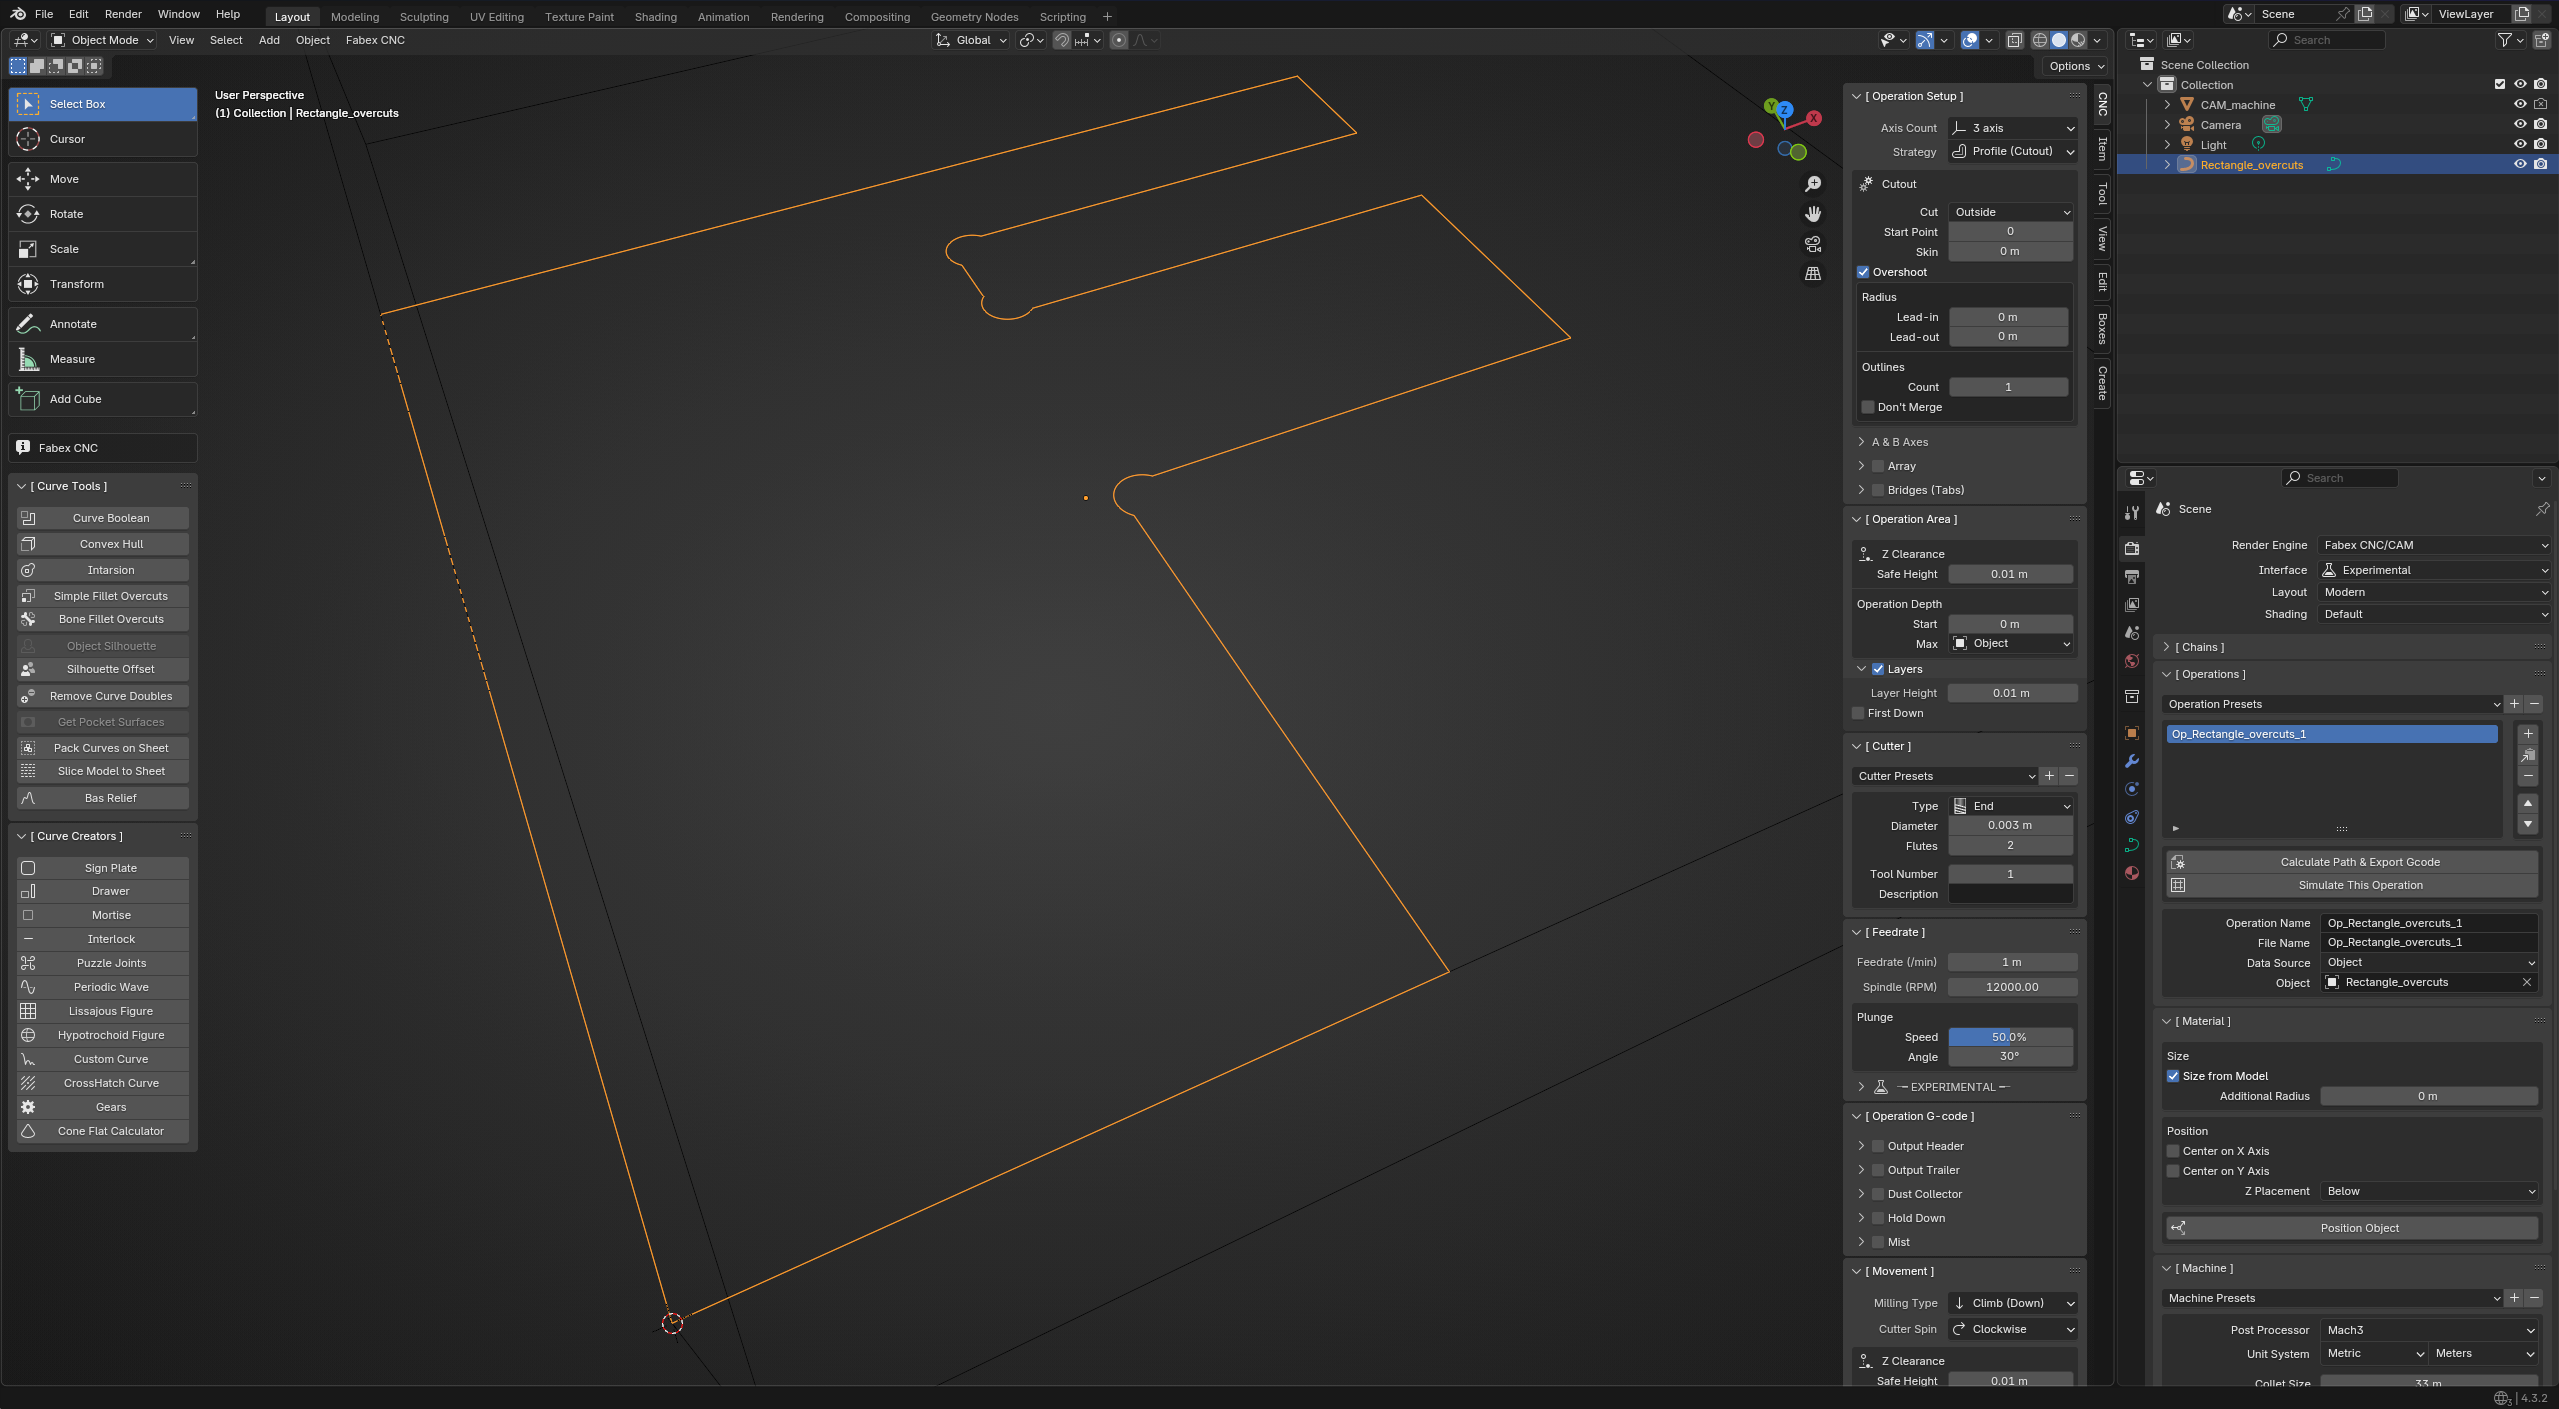 File Edit Render Window Help
Layout Modeling Sculpting UV Editing Texture Paint Shading Animation Rendering Compositing Geometry Nodes Scripting +
Scene
ViewLayer
Object Mode View Select Add Object Fabex CNC
Global
Options
User Perspective
(1) Collection | Rectangle_overcuts
Select Box
Cursor
Move
Rotate
Scale
Transform
Annotate
Measure
Add Cube
Fabex CNC
[ Curve Tools ]
Curve Boolean
Convex Hull
Intarsion
Simple Fillet Overcuts
Bone Fillet Overcuts
Object Silhouette
Silhouette Offset
Remove Curve Doubles
Get Pocket Surfaces
Pack Curves on Sheet
Slice Model to Sheet
Bas Relief
[ Curve Creators ]
Sign Plate
Drawer
Mortise
Interlock
Puzzle Joints
Periodic Wave
Lissajous Figure
Hypotrochoid Figure
Custom Curve
CrossHatch Curve
Gears
Cone Flat Calculator
Y
Z
X
[ Operation Setup ]
Axis Count 3 axis
Strategy Profile (Cutout)
Cutout
Cut Outside
Start Point 0
Skin 0 m
Overshoot
Radius
Lead-in 0 m
Lead-out 0 m
Outlines
Count 1
Don't Merge
A & B Axes
Array
Bridges (Tabs)
[ Operation Area ]
Z Clearance
Safe Height 0.01 m
Operation Depth
Start 0 m
Max Object
Layers
Layer Height 0.01 m
First Down
[ Cutter ]
Cutter Presets
Type End
Diameter 0.003 m
Flutes 2
Tool Number 1
Description
[ Feedrate ]
Feedrate (/min) 1 m
Spindle (RPM) 12000.00
Plunge
Speed 50.0%
Angle 30°
EXPERIMENTAL
[ Operation G-code ]
Output Header
Output Trailer
Dust Collector
Hold Down
Mist
[ Movement ]
Milling Type Climb (Down)
Cutter Spin Clockwise
Z Clearance
Safe Height 0.01 m
CNC
Item
Tool
View
Edit
Boxes
Create
Search
Scene Collection
Collection
CAM_machine
Camera
Light
Rectangle_overcuts
Search
Scene
Render Engine Fabex CNC/CAM
Interface Experimental
Layout Modern
Shading Default
[ Chains ]
[ Operations ]
Operation Presets
Op_Rectangle_overcuts_1
Calculate Path & Export Gcode
Simulate This Operation
Operation Name Op_Rectangle_overcuts_1
File Name Op_Rectangle_overcuts_1
Data Source Object
Object Rectangle_overcuts
[ Material ]
Size
Size from Model
Additional Radius 0 m
Position
Center on X Axis
Center on Y Axis
Z Placement Below
Position Object
[ Machine ]
Machine Presets
Post Processor Mach3
Unit System Metric Meters
Collet Size 33 m
4.3.2